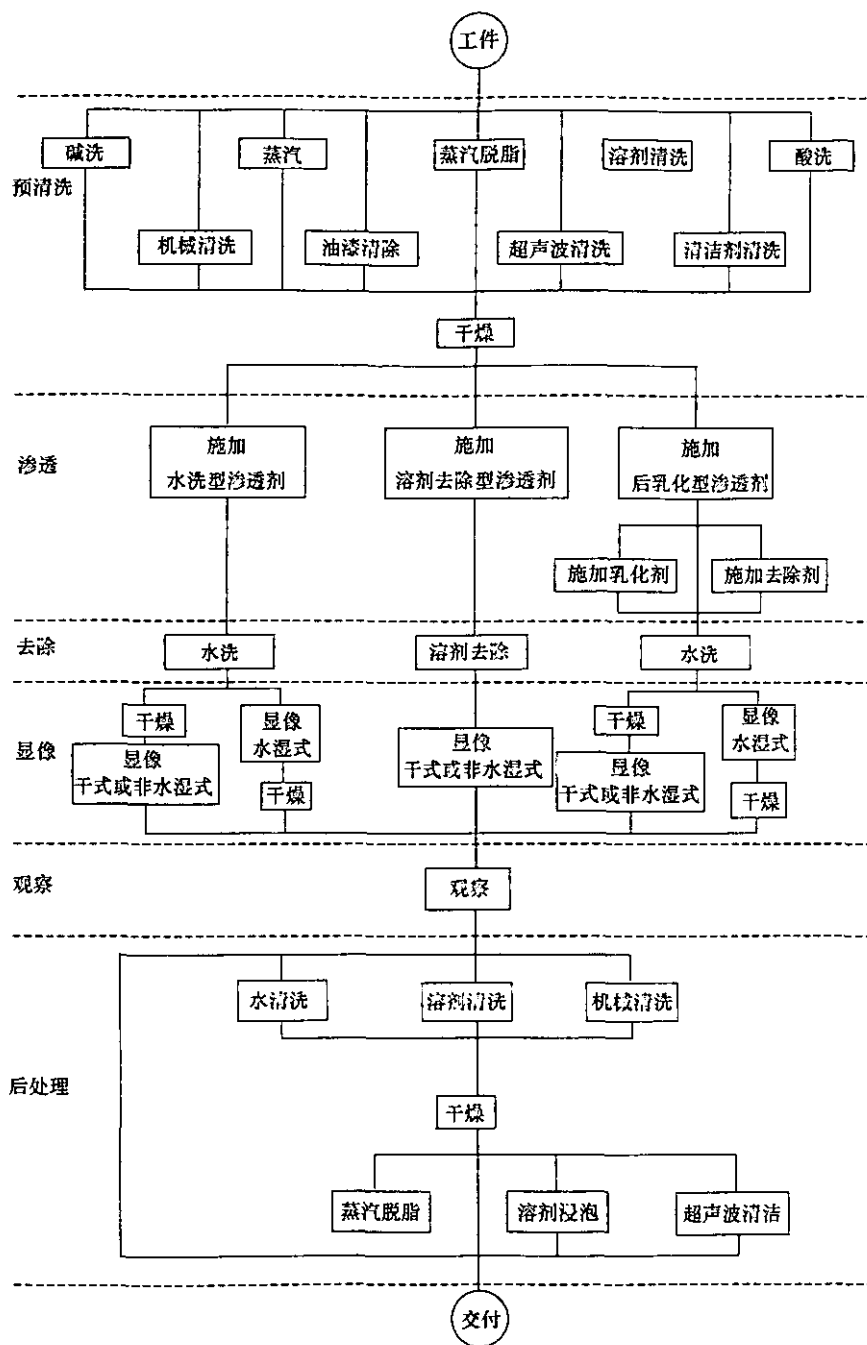 工件
碱洗
蒸汽
蒸汽脱脂
溶剂清洗
酸洗
预清洗
机械清洗
油漆清除
超声波清洗
清洁剂清洗
干燥
渗透
施加
水洗型渗透剂
施加
溶剂去除型渗透剂
施加
后乳化型渗透剂
施加乳化剂
施加去除剂
去除
水洗
溶剂去除
水洗
显像
干燥
显像
水湿式
显像
干式或非水湿式
干燥
显像
干式或非水湿式
干燥
显像
水湿式
显像
干式或非水湿式
干燥
观察
观察
水清洗
溶剂清洗
机械清洗
后处理
干燥
蒸汽脱脂
溶剂浸泡
超声波清洁
交付